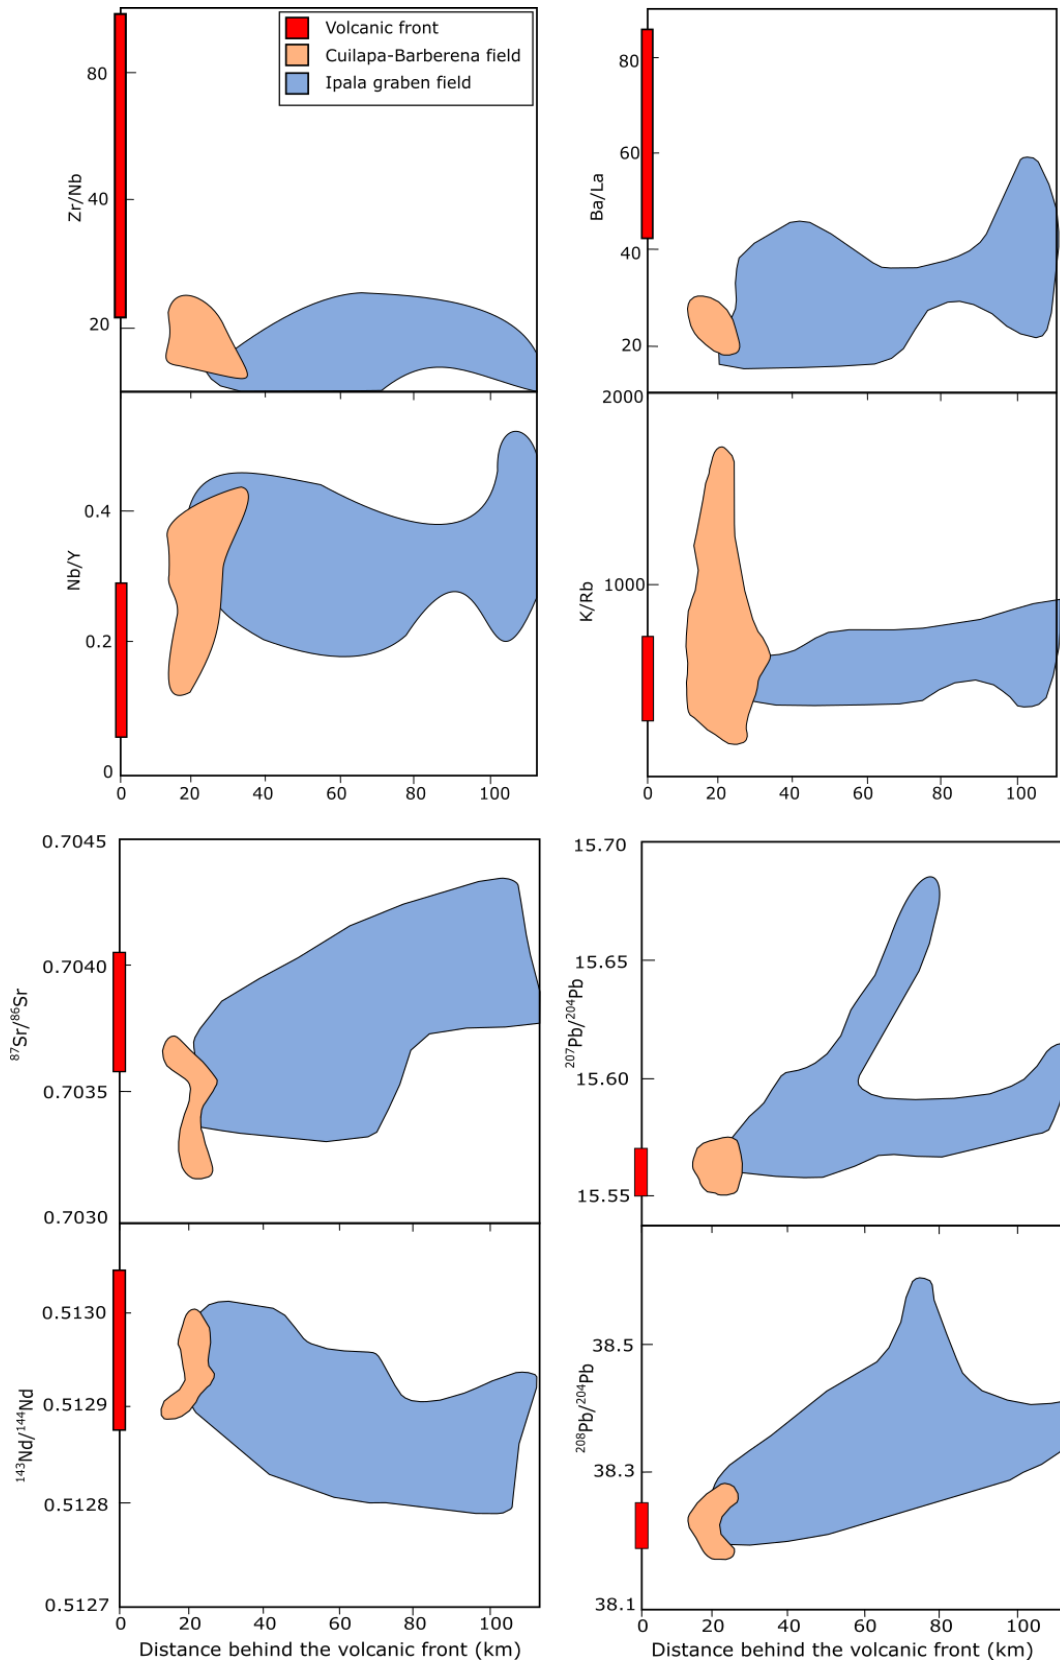 Volcanic front
Cuilapa-Barberena field
Ipala graben field
Zr/Nb
80
40
20
Ba/La
80
60
40
20
Nb/Y
0.4
0.2
0
0 20 40 60 80 100
K/Rb
2000
1000
0 20 40 60 80 100
⁸⁷Sr/⁸⁶Sr
0.7045
0.7040
0.7035
0.7030
²⁰⁷Pb/²⁰⁴Pb
15.70
15.65
15.60
15.55
¹⁴³Nd/¹⁴⁴Nd
0.5130
0.5129
0.5128
0.5127
0 20 40 60 80 100
Distance behind the volcanic front (km)
²⁰⁸Pb/²⁰⁴Pb
38.5
38.3
38.1
0 20 40 60 80 100
Distance behind the volcanic front (km)